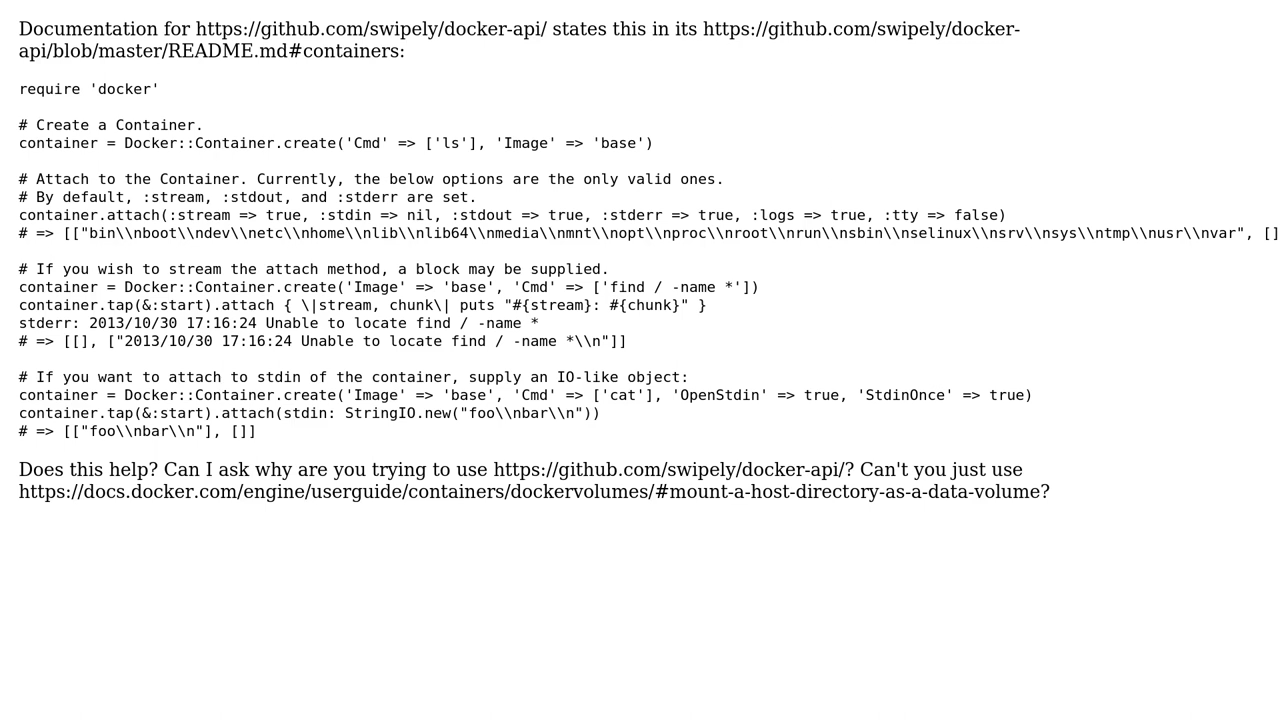 Documentation for https://github.com/swipely/docker-api/ states this in its https://github.com/swipely/docker-
api/blob/master/README.md#containers:
require 'docker'
# Create a Container.
container = Docker::Container.create('Cmd' => ['ls'], 'Image' => 'base')
# Attach to the Container. Currently, the below options are the only valid ones.
# By default, :stream, :stdout, and :stderr are set.
container.attach(:stream => true, :stdin => nil, :stdout => true, :stderr => true, :logs => true, :tty => false)
# => [["bin\\nboot\\ndev\\netc\\nhome\\nlib\\nlib64\\nmedia\\nmnt\\nopt\\nproc\\nroot\\nrun\\nsbin\\nselinux\\nsrv\\nsys\\ntmp\\nusr\\nvar", []
# If you wish to stream the attach method, a block may be supplied.
container = Docker::Container.create('Image' => 'base', 'Cmd' => ['find / -name *'])
container.tap(&:start).attach { \|stream, chunk\| puts "#{stream}: #{chunk}" }
stderr: 2013/10/30 17:16:24 Unable to locate find / -name *
# => [[], ["2013/10/30 17:16:24 Unable to locate find / -name *\\n"]]
# If you want to attach to stdin of the container, supply an IO-like object:
container = Docker::Container.create('Image' => 'base', 'Cmd' => ['cat'], 'OpenStdin' => true, 'StdinOnce' => true)
container.tap(&:start).attach(stdin: StringIO.new("foo\\nbar\\n"))
# => [["foo\\nbar\\n"], []]
Does this help? Can I ask why are you trying to use https://github.com/swipely/docker-api/? Can't you just use
https://docs.docker.com/engine/userguide/containers/dockervolumes/#mount-a-host-directory-as-a-data-volume?